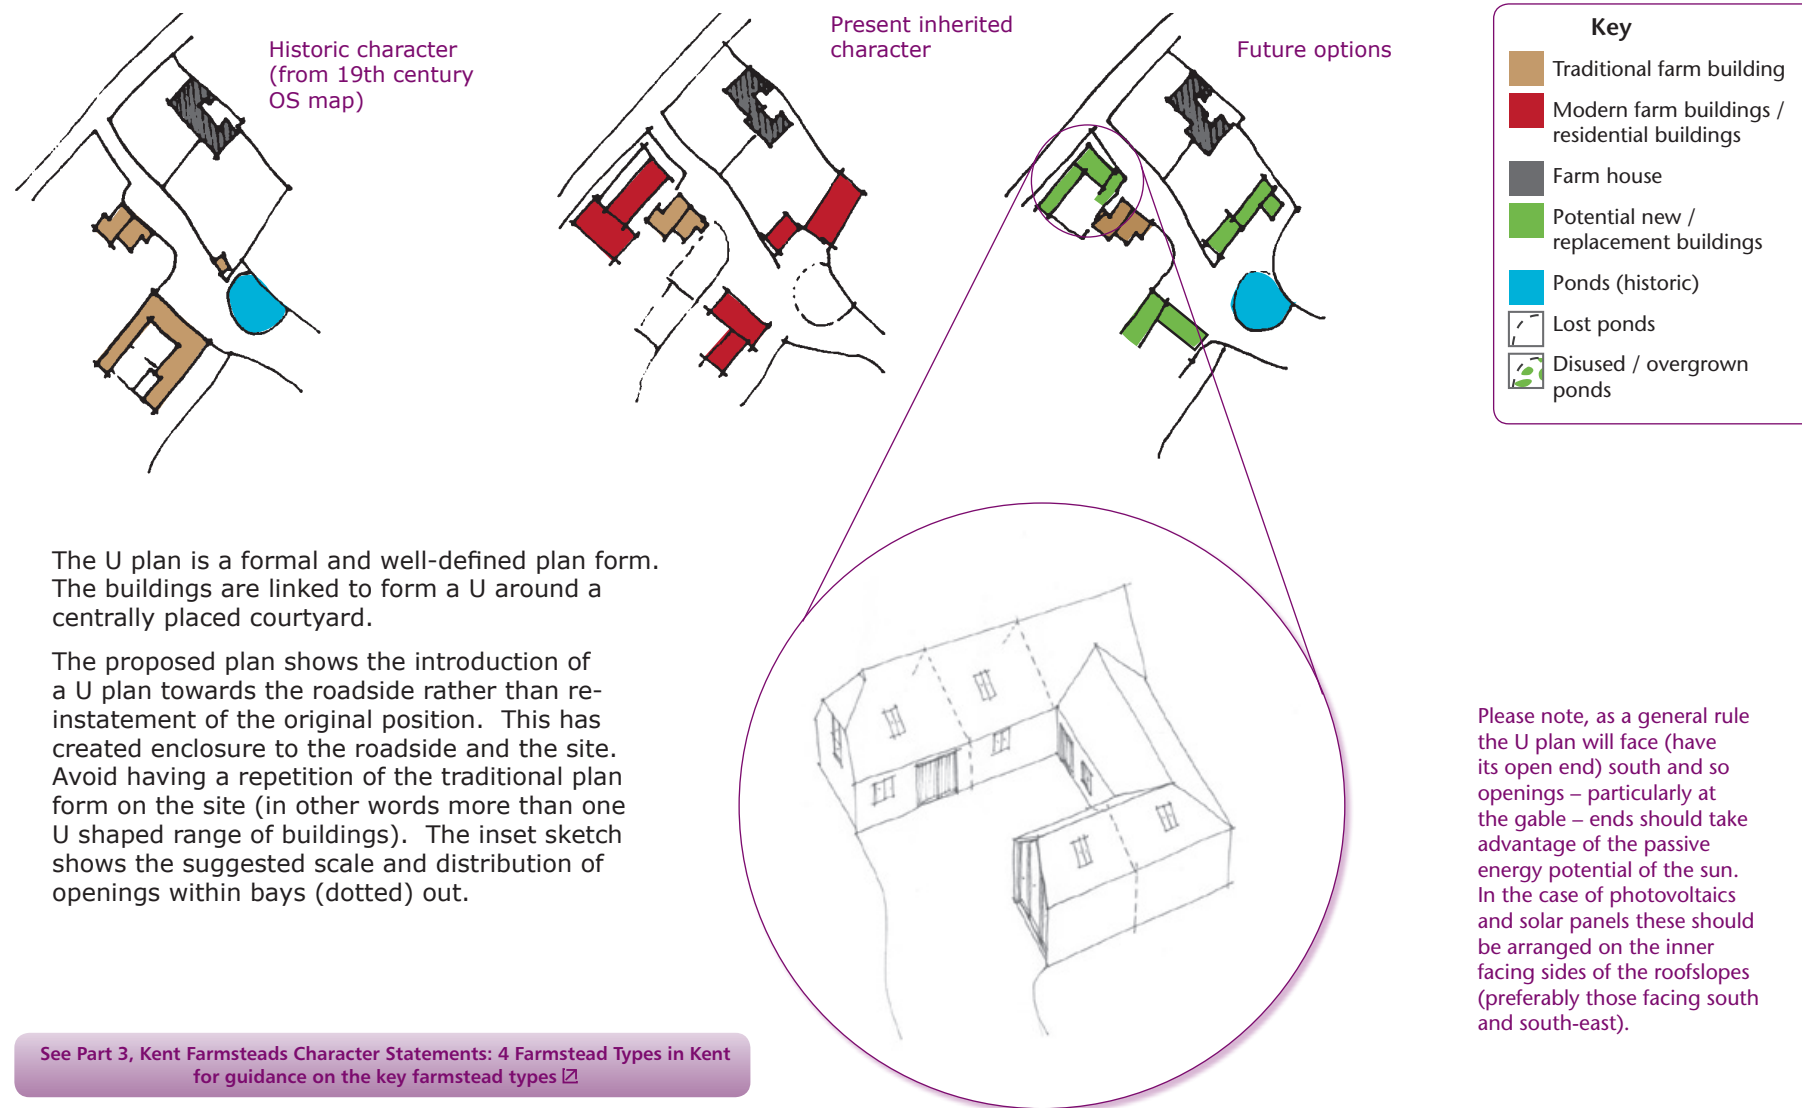 Historic character
(from 19th century
OS map)
Present inherited
character
Future options
Key
Traditional farm building
Modern farm buildings /
residential buildings
Farm house
Potential new /
replacement buildings
Ponds (historic)
Lost ponds
Disused / overgrown
ponds
The U plan is a formal and well-defined plan form.
The buildings are linked to form a U around a
centrally placed courtyard.
The proposed plan shows the introduction of
a U plan towards the roadside rather than re-
instatement of the original position.  This has
created enclosure to the roadside and the site.
Avoid having a repetition of the traditional plan
form on the site (in other words more than one
U shaped range of buildings).  The inset sketch
shows the suggested scale and distribution of
openings within bays (dotted) out.
Please note, as a general rule
the U plan will face (have
its open end) south and so
openings – particularly at
the gable – ends should take
advantage of the passive
energy potential of the sun.
In the case of photovoltaics
and solar panels these should
be arranged on the inner
facing sides of the roofslopes
(preferably those facing south
and south-east).
See Part 3, Kent Farmsteads Character Statements: 4 Farmstead Types in Kent
for guidance on the key farmstead types